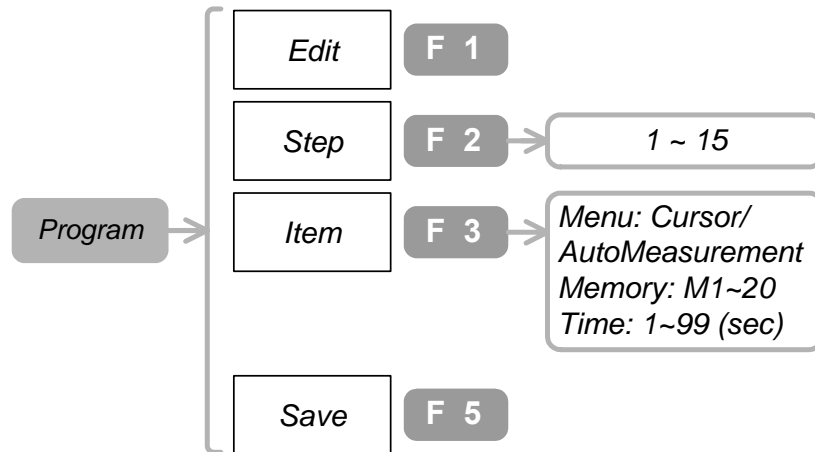 Edit F 1
Step F 2 1 ~ 15
Program Item F 3 Menu: Cursor/
AutoMeasurement
Memory: M1~20
Time: 1~99 (sec)
Save F 5